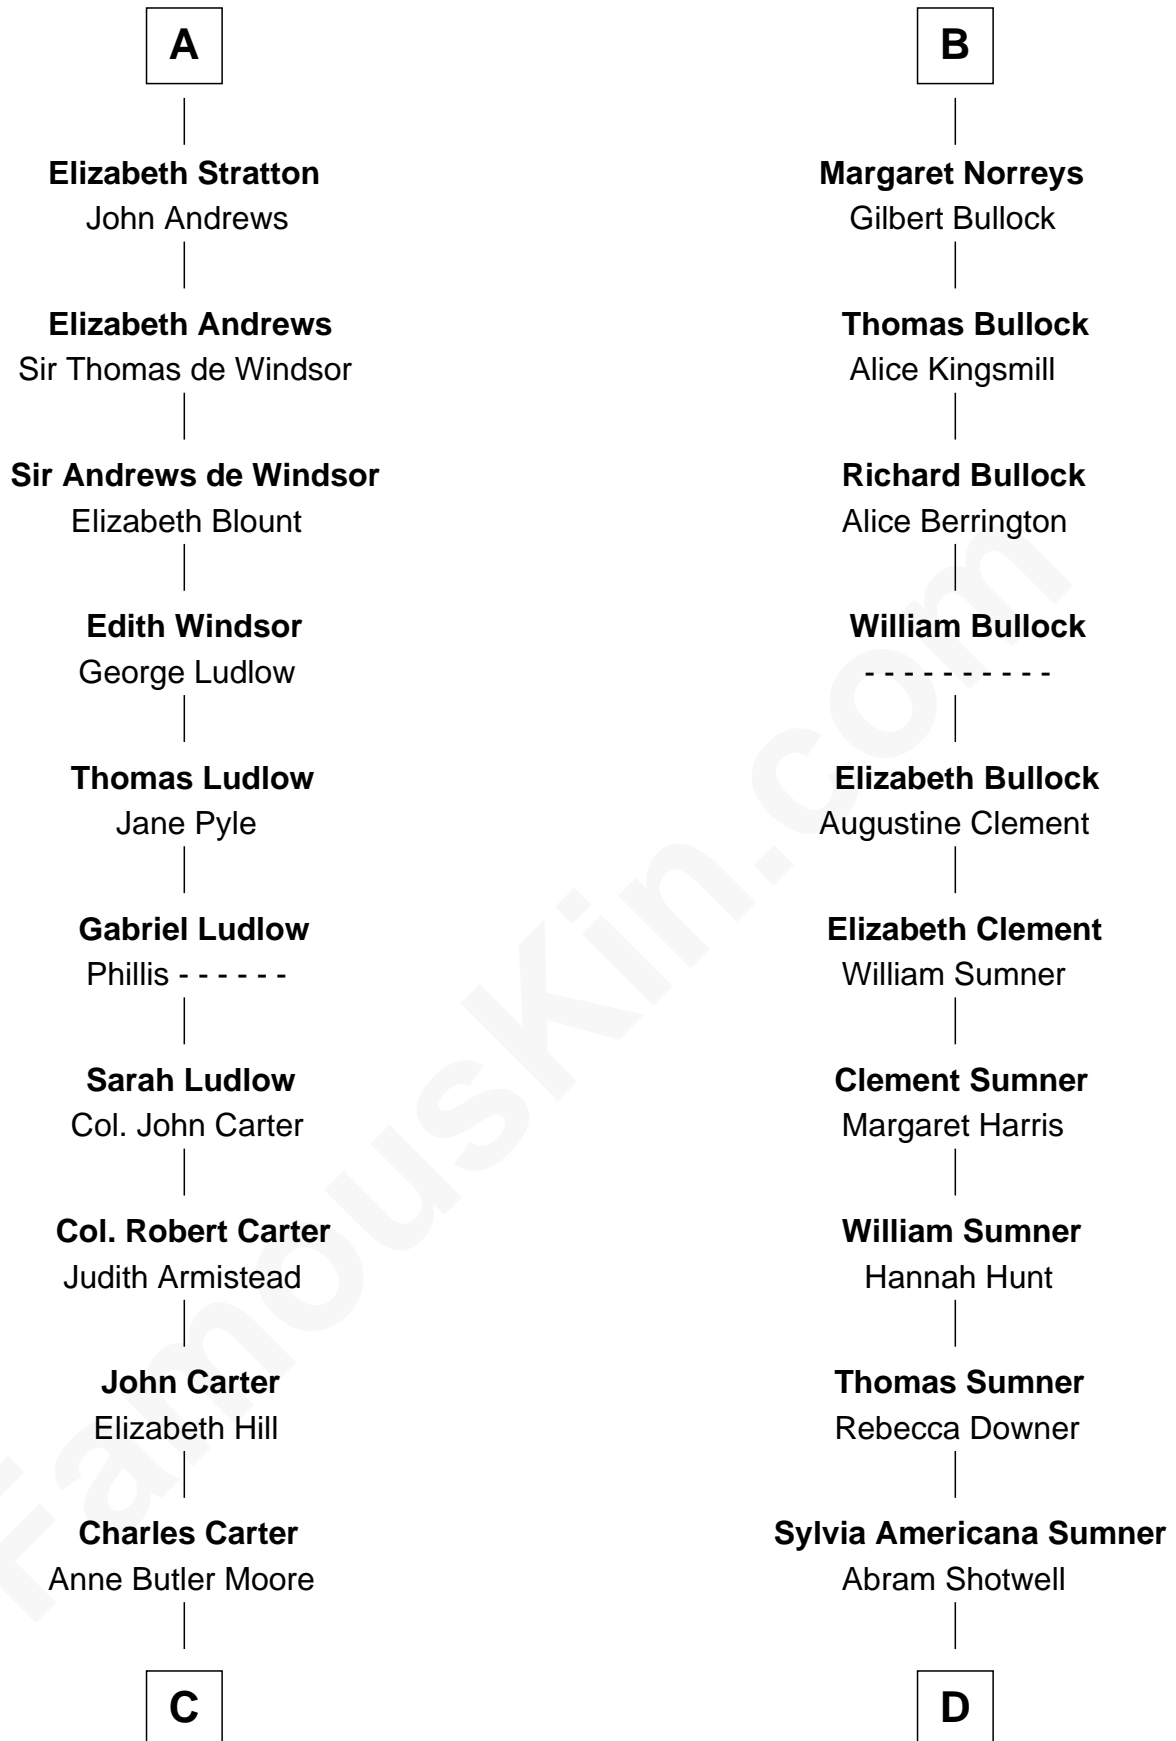 A
Elizabeth Stratton
John Andrews
Elizabeth Andrews
Sir Thomas de Windsor
Sir Andrews de Windsor
Elizabeth Blount
Edith Windsor
George Ludlow
Thomas Ludlow
Jane Pyle
Gabriel Ludlow
Phillis - - - - - -
Sarah Ludlow
Col. John Carter
Col. Robert Carter
Judith Armistead
John Carter
Elizabeth Hill
Charles Carter
Anne Butler Moore
C
B
Margaret Norreys
Gilbert Bullock
Thomas Bullock
Alice Kingsmill
Richard Bullock
Alice Berrington
William Bullock
- - - - - - - - - -
Elizabeth Bullock
Augustine Clement
Elizabeth Clement
William Sumner
Clement Sumner
Margaret Harris
William Sumner
Hannah Hunt
Thomas Sumner
Rebecca Downer
Sylvia Americana Sumner
Abram Shotwell
D
FamousKin.com